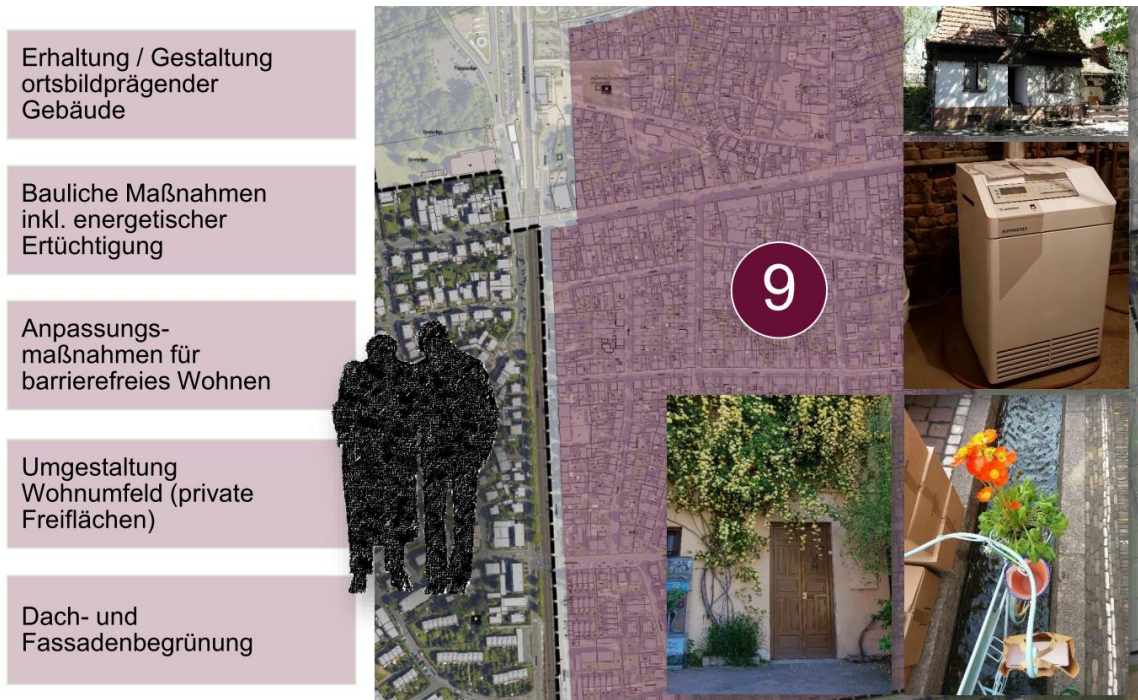 Erhaltung / Gestaltung
ortsbildprägender
Gebäude
Bauliche Maßnahmen
inkl. energetischer
Ertüchtigung
Anpassungs-
maßnahmen für
barrierefreies Wohnen
Umgestaltung
Wohnumfeld (private
Freiflächen)
Dach- und
Fassadenbegrünung
9